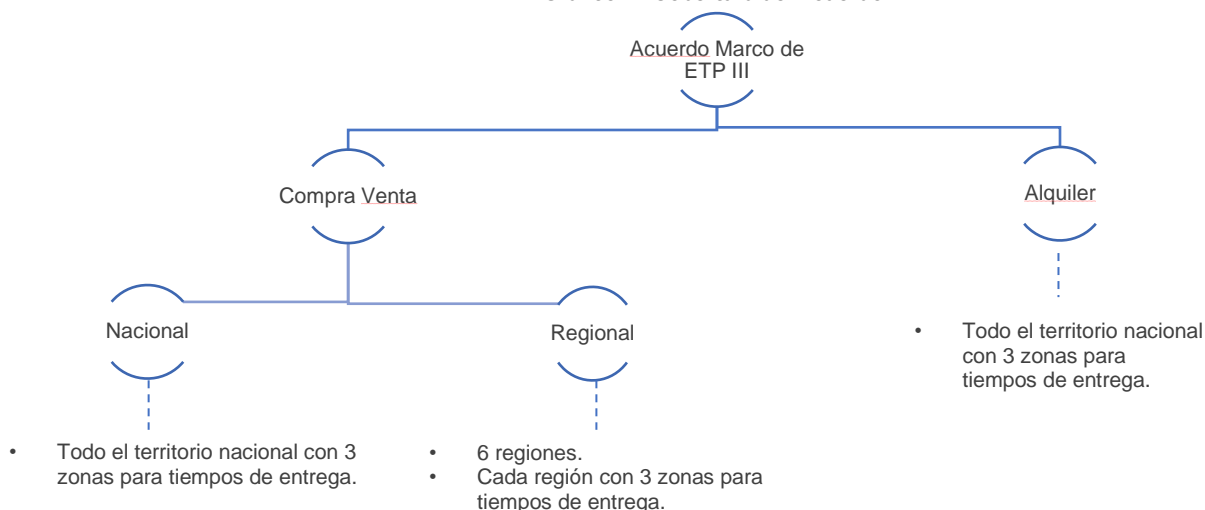 Acuerdo Marco de
ETP III
Compra Venta
Alquiler
Nacional
Regional
• Todo el territorio nacional
con 3 zonas para
tiempos de entrega.
• Todo el territorio nacional con 3
zonas para tiempos de entrega.
• 6 regiones.
• Cada región con 3 zonas para
tiempos de entrega.